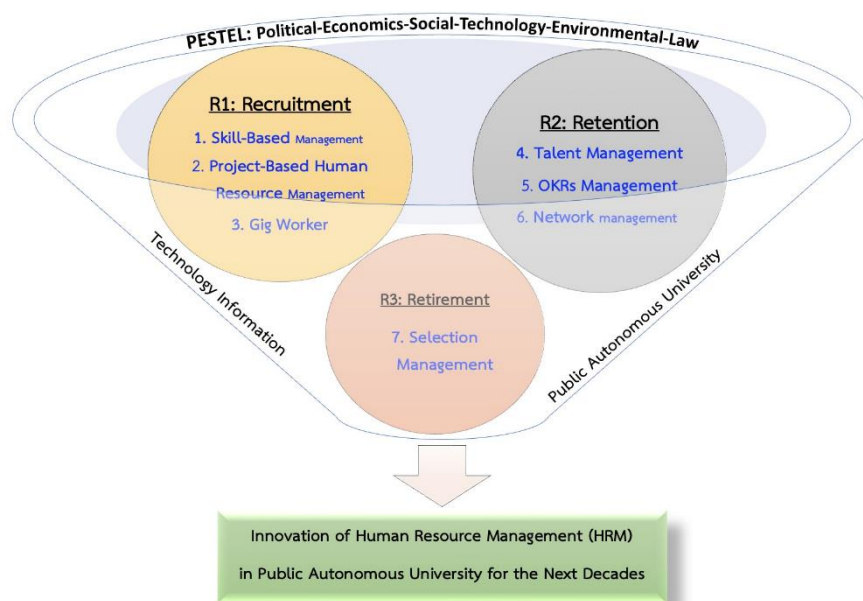 PESTEL: Political-Economics-Social-Technology-Environmental-Law
R1: Recruitment
1. Skill-Based Management
2. Project-Based Human
Resource Management
3. Gig Worker
R2: Retention
4. Talent Management
5. OKRs Management
6. Network management
R3: Retirement
7. Selection
Management
Technology Information
Public Autonomous University
Innovation of Human Resource Management (HRM)
in Public Autonomous University for the Next Decades